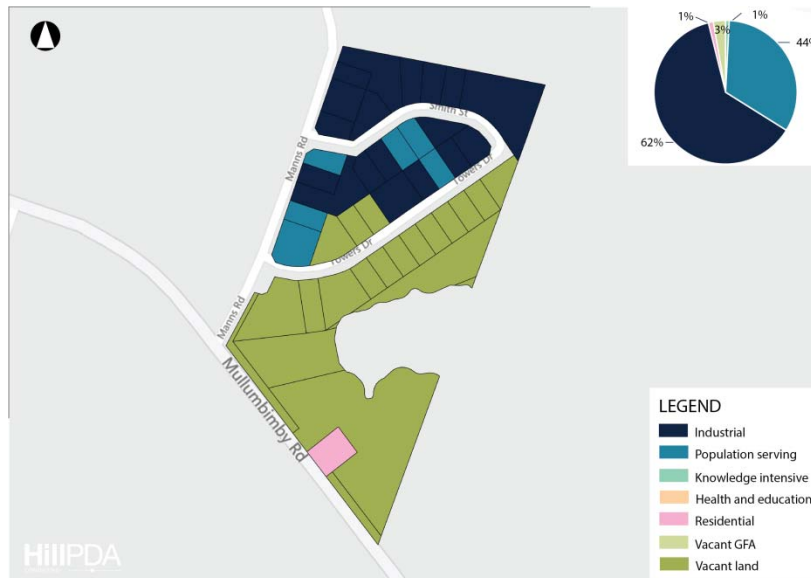 1%
3%
1%
44%
62%
Smith St
Manns Rd
Towers Dr
Towers Dr
Manns Rd
Mullumbimby Rd
LEGEND
Industrial
Population serving
Knowledge intensive
Health and education
Residential
Vacant GFA
Vacant land
HillPDA